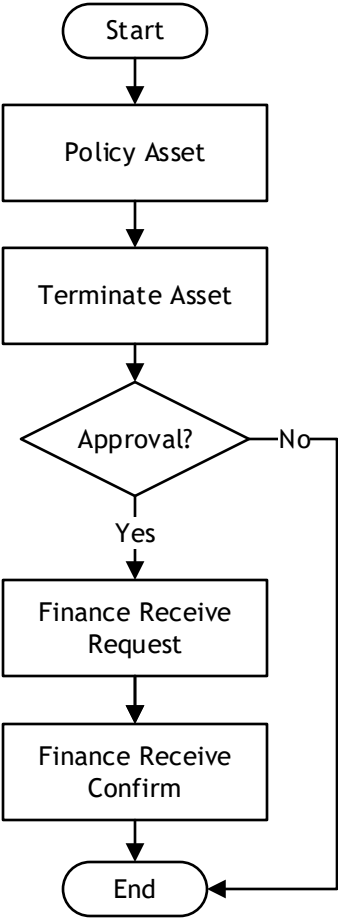 Start
Policy Asset
Terminate Asset
Approval?
No
Yes
Finance Receive
Request
Finance Receive
Confirm
End